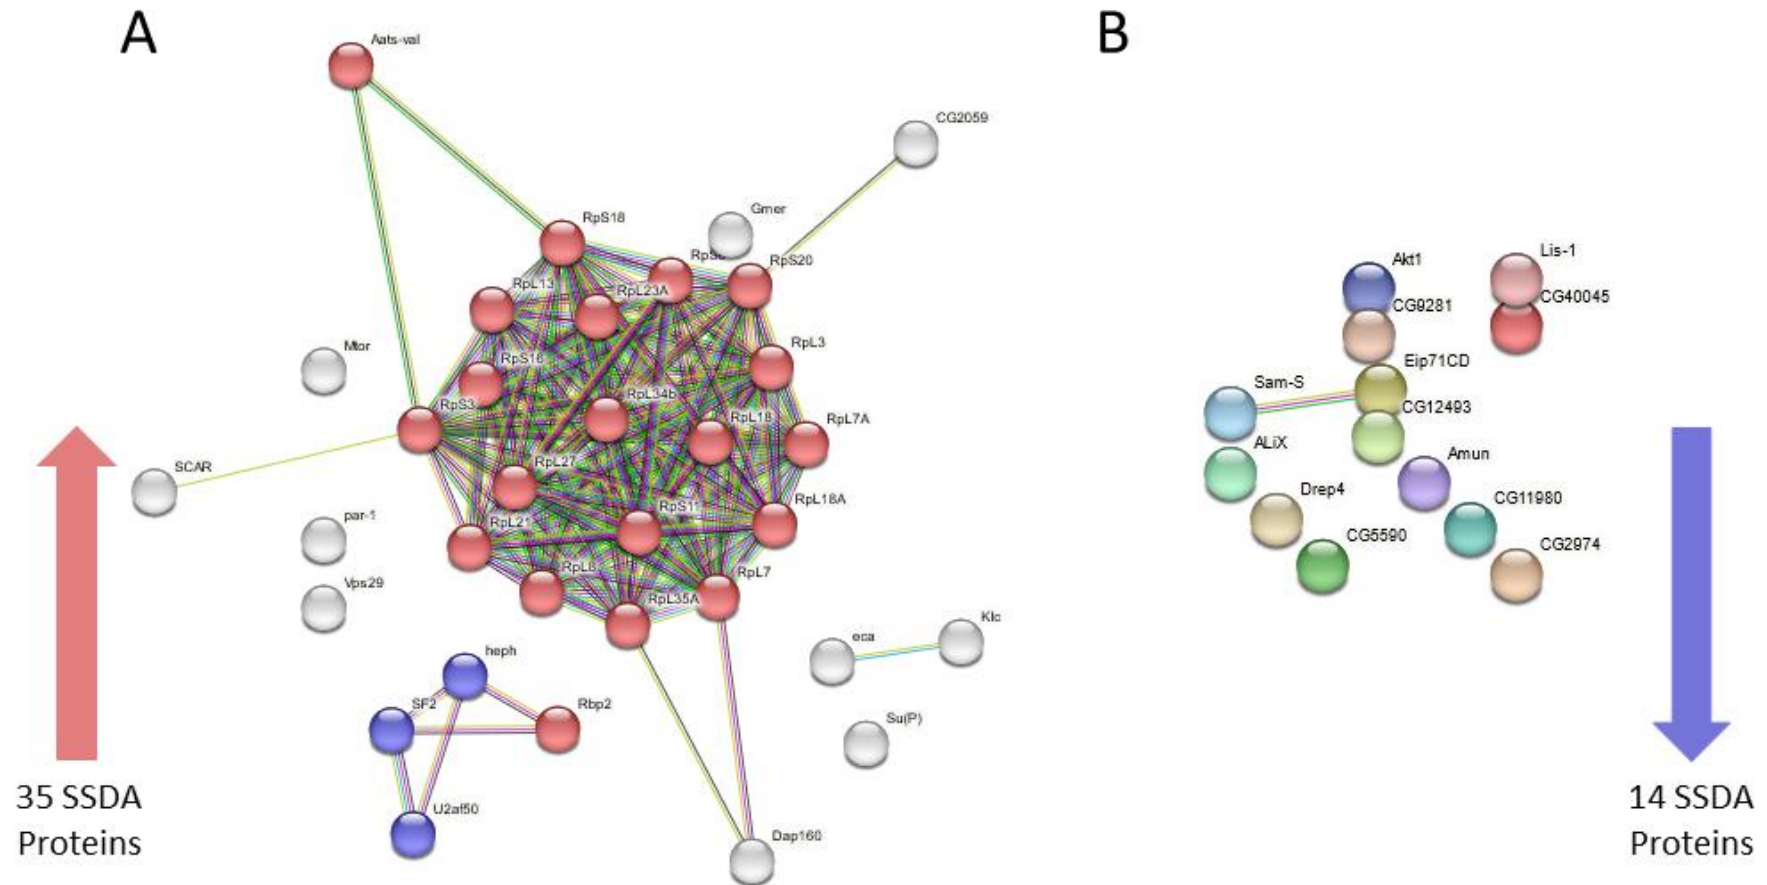 A
B
Aats-val
CG2059
Gmer
RpS18
RpS20
RpL13
RpL23A
Mtor
RpL3
RpS16
RpL34b
RpS3
RpL18
RpL7A
SCAR
RpL27
RpL18A
RpS11
par-1
RpL21
RpL8
RpL7
Vps29
RpL35A
Klc
eca
heph
SF2
Rbp2
Su(P)
U2af50
Dap160
35 SSDA
Proteins
Akt1
Lis-1
CG9281
CG40045
Eip71CD
Sam-S
CG12493
ALiX
Amun
Drep4
CG11980
CG5590
CG2974
14 SSDA
Proteins